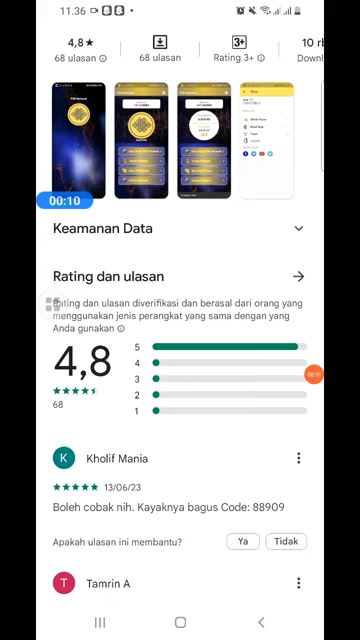 11.36
4,8★
68 ulasan
68 ulasan
3+
Rating 3+
10 rb
Downl
00:10
Keamanan Data
Rating dan ulasan
Rating dan ulasan diverifikasi dan berasal dari orang yang
menggunakan jenis perangkat yang sama dengan yang
Anda gunakan
4,8
68
5
4
3
2
1
00:10
K
Kholif Mania
13/06/23
Boleh cobak nih. Kayaknya bagus Code: 88909
Apakah ulasan ini membantu?
Ya
Tidak
T
Tamrin A